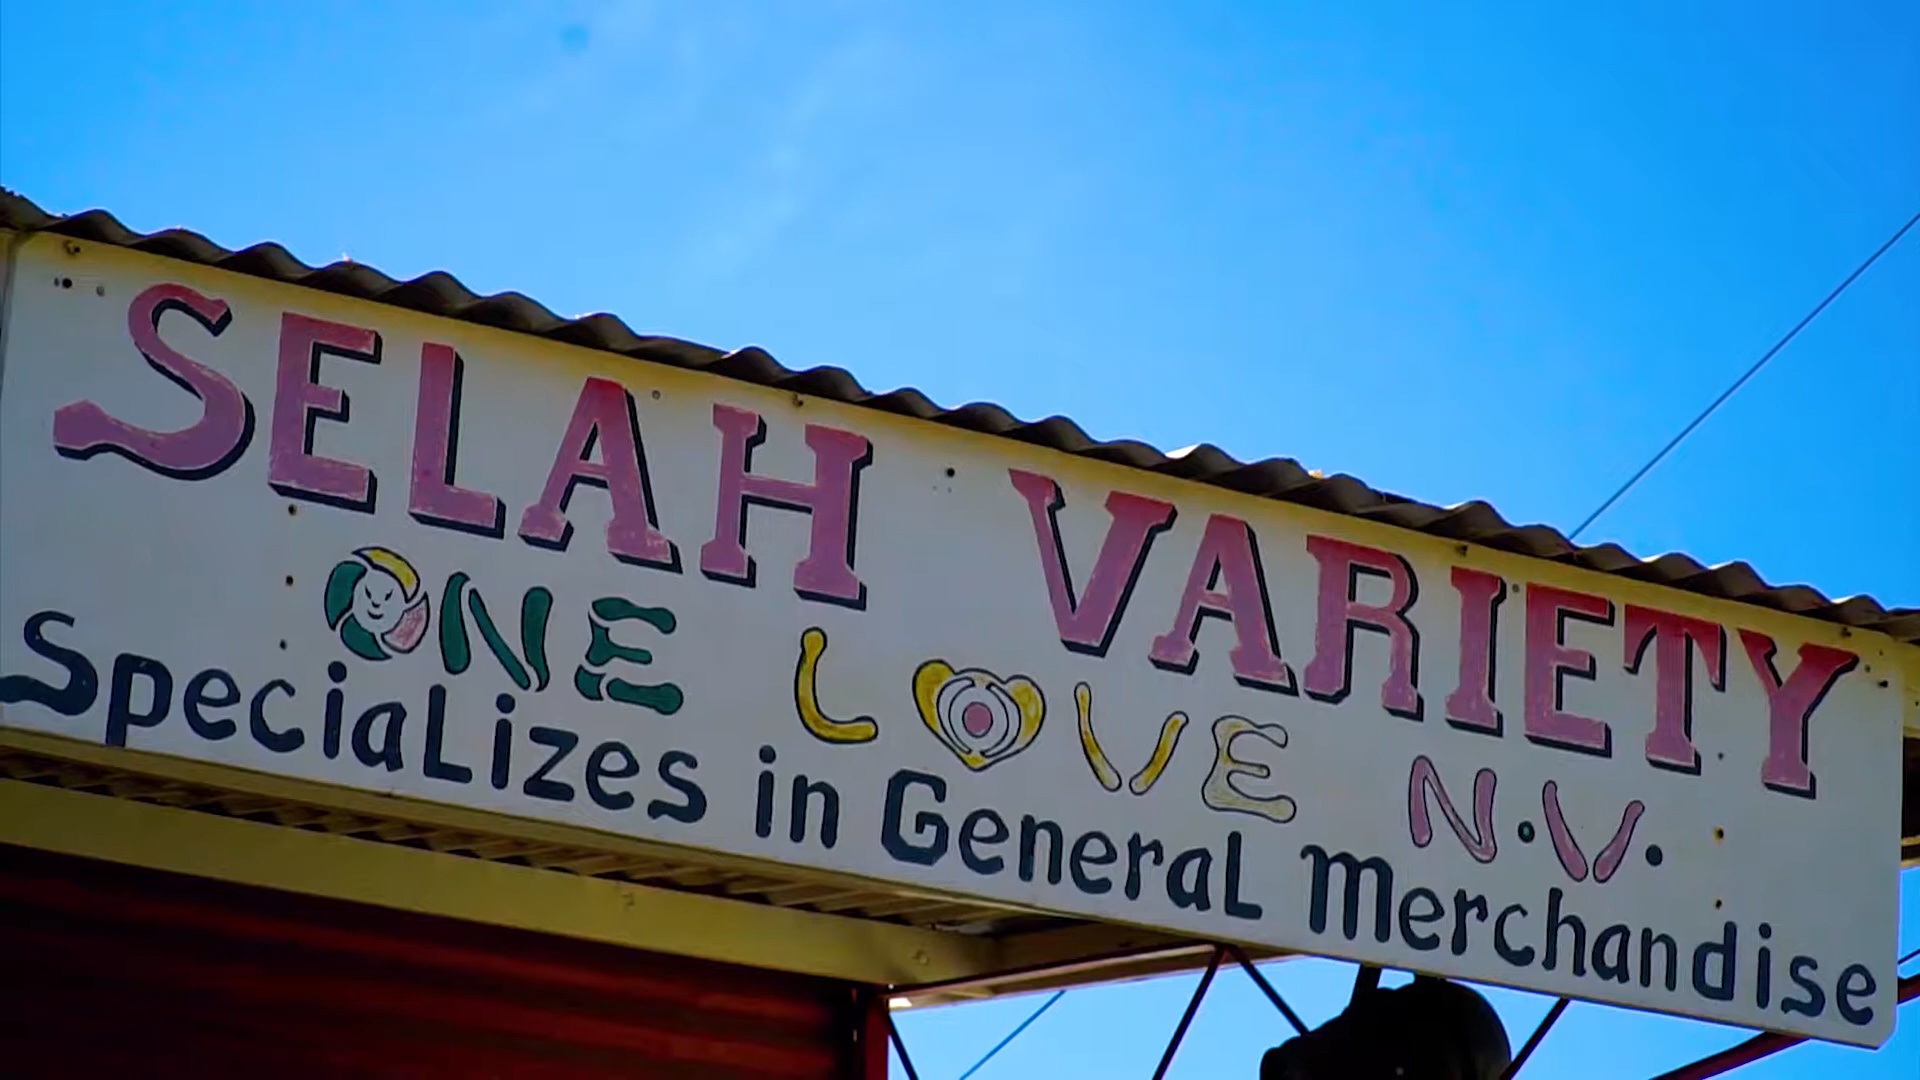 SELAH VARIETY
ONE LOVE N.V.
SpeciaLizes in GeneraL merchandise